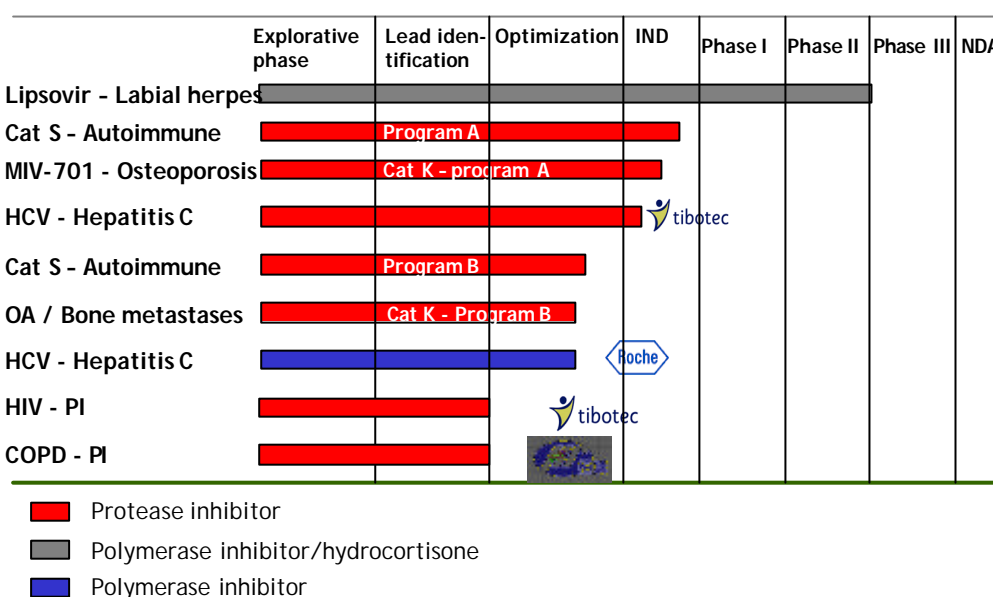 Explorative phase
Lead iden-tification
Optimization
IND
Phase I
Phase II
Phase III
NDA
Lipsovir - Labial herpes
Cat S - Autoimmune Program A
MIV-701 - Osteoporosis Cat K - program A
HCV - Hepatitis C tibotec
Cat S - Autoimmune Program B
OA / Bone metastases Cat K - Program B
HCV - Hepatitis C Roche
HIV - PI tibotec
COPD - PI
Protease inhibitor
Polymerase inhibitor/hydrocortisone
Polymerase inhibitor